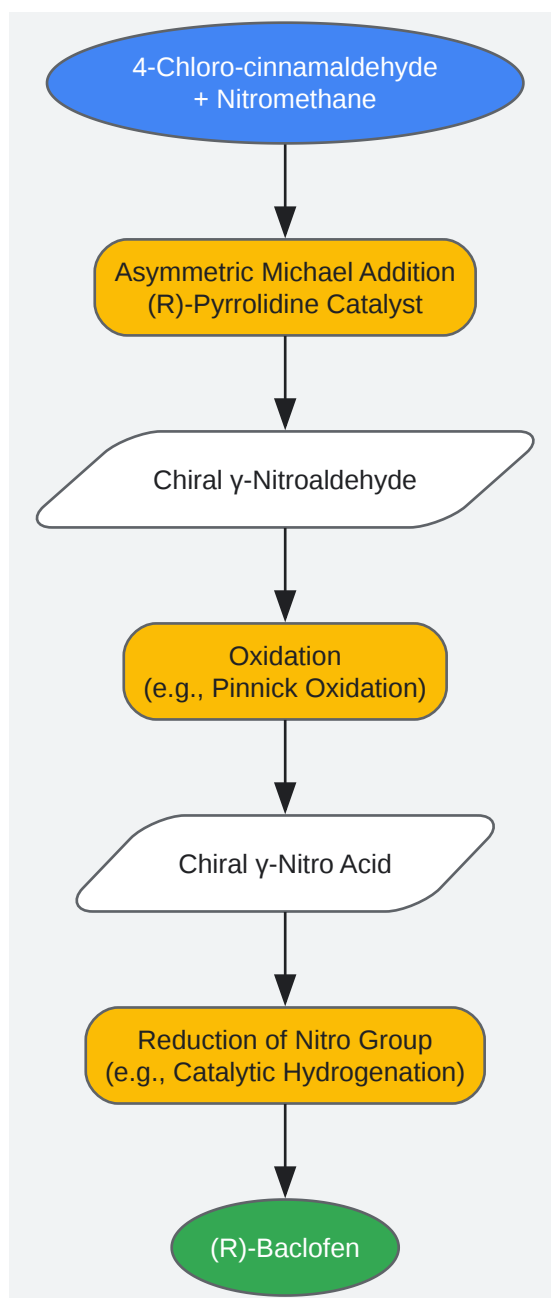 4-Chloro-cinnamaldehyde
+ Nitromethane
Asymmetric Michael Addition
(R)-Pyrrolidine Catalyst
Chiral γ-Nitroaldehyde
Oxidation
(e.g., Pinnick Oxidation)
Chiral γ-Nitro Acid
Reduction of Nitro Group
(e.g., Catalytic Hydrogenation)
(R)-Baclofen